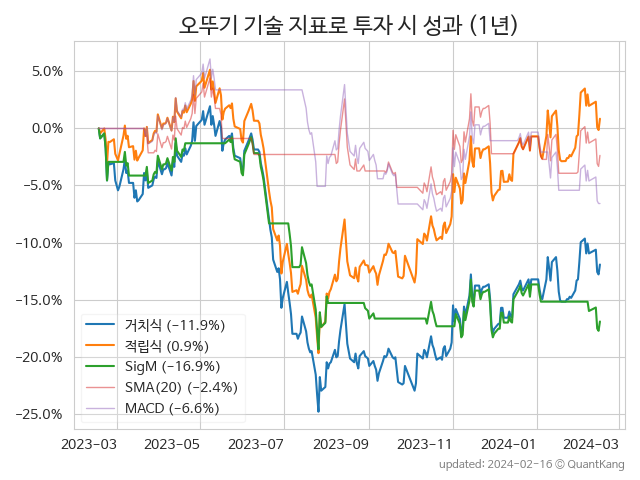 오뚜기 기술 지표로 투자 시 성과 (1년)
5.0%
0.0%
−5.0%
−10.0%
−15.0%
−20.0%
−25.0%
거치식 (−11.9%)
적립식 (0.9%)
SigM (−16.9%)
SMA(20) (−2.4%)
MACD (−6.6%)
2023-03 2023-05 2023-07 2023-09 2023-11 2024-01 2024-03
updated: 2024-02-16 © QuantKang